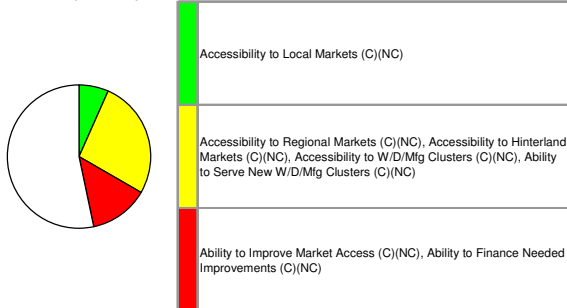 Accessibility to Local Markets (C)(NC)
Accessibility to Regional Markets (C)(NC), Accessibility to Hinterland
Markets (C)(NC), Accessibility to W/D/Mfg Clusters (C)(NC), Ability
to Serve New W/D/Mfg Clusters (C)(NC)
Ability to Improve Market Access (C)(NC), Ability to Finance Needed
Improvements (C)(NC)